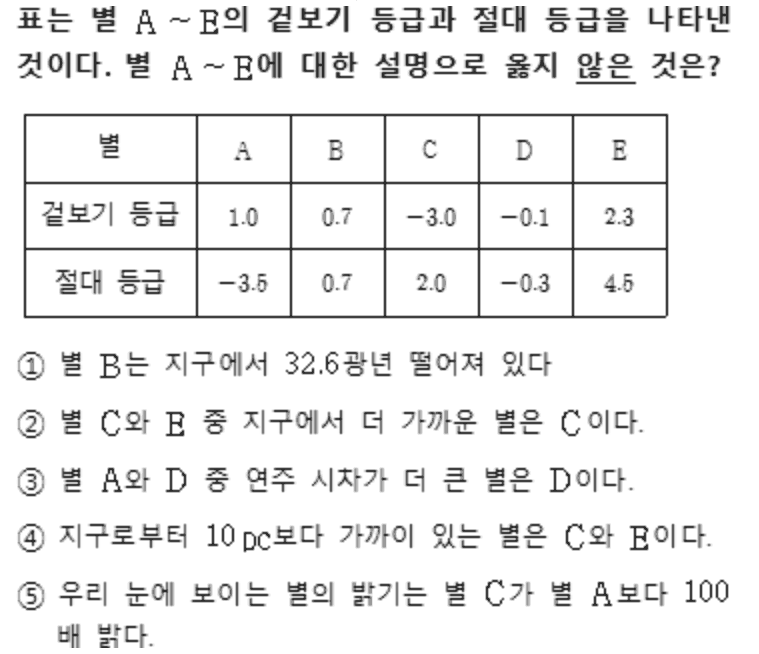 표는 별 A ~ E의 겉보기 등급과 절대 등급을 나타낸
것이다. 별 A ~ E에 대한 설명으로 옳지 않은 것은?
별 A B C D E
겉보기 등급 1.0 0.7 −3.0 −0.1 2.3
절대 등급 −3.5 0.7 2.0 −0.3 4.5
① 별 B는 지구에서 32.6광년 떨어져 있다
② 별 C와 E 중 지구에서 더 가까운 별은 C이다.
③ 별 A와 D 중 연주 시차가 더 큰 별은 D이다.
④ 지구로부터 10 pc보다 가까이 있는 별은 C와 E이다.
⑤ 우리 눈에 보이는 별의 밝기는 별 C가 별 A보다 100
배 밝다.